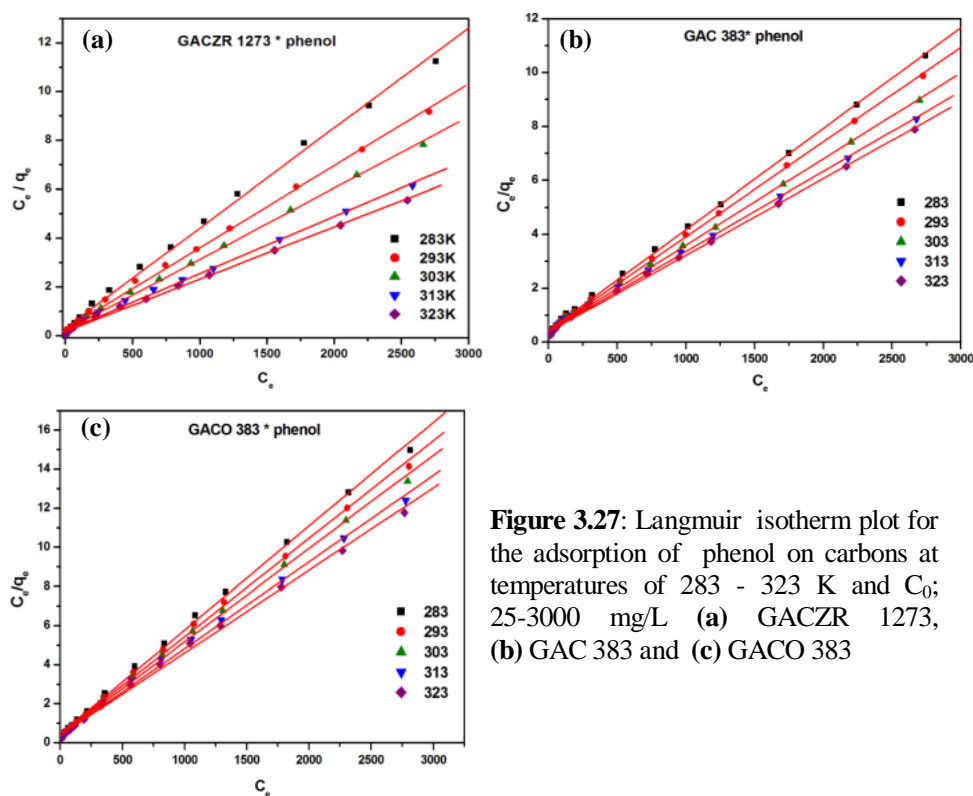 (a)
GACZR 1273 * phenol
12
10
8
6
4
2
0
C_e / q_e
283K
293K
303K
313K
323K
0 500 1000 1500 2000 2500 3000
C_e
(b)
GAC 383* phenol
12
10
8
6
4
2
0
C_e/q_e
283
293
303
313
323
0 500 1000 1500 2000 2500 3000
C_e
(c)
GACO 383 * phenol
16
14
12
10
8
6
4
2
0
C_e/q_e
283
293
303
313
323
0 500 1000 1500 2000 2500 3000
C_e
Figure 3.27: Langmuir isotherm plot for
the adsorption of phenol on carbons at
temperatures of 283 - 323 K and C₀;
25-3000 mg/L (a) GACZR 1273,
(b) GAC 383 and (c) GACO 383